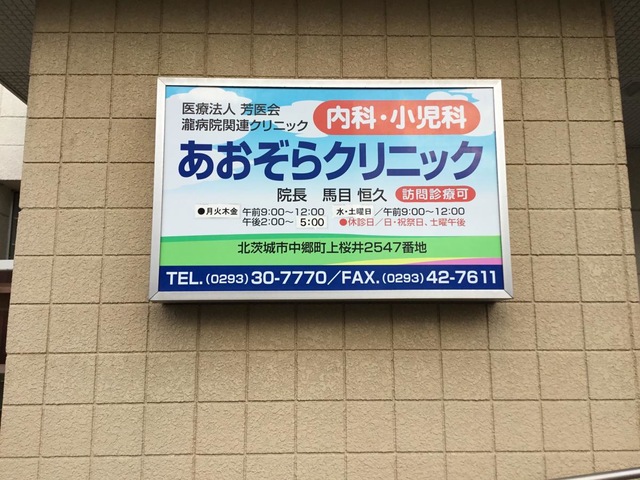 医療法人 芳医会
瀧病院関連クリニック
内科・小児科
あおぞらクリニック
院長 馬目 恒久 訪問診療可
●月火木金 午前9:00～12:00 水・土曜日／午前9:00～12:00
午後2:00～ 5:00 ●休診日／日・祝祭日、土曜午後
北茨城市中郷町上桜井2547番地
TEL.(0293)30-7770／FAX.(0293)42-7611